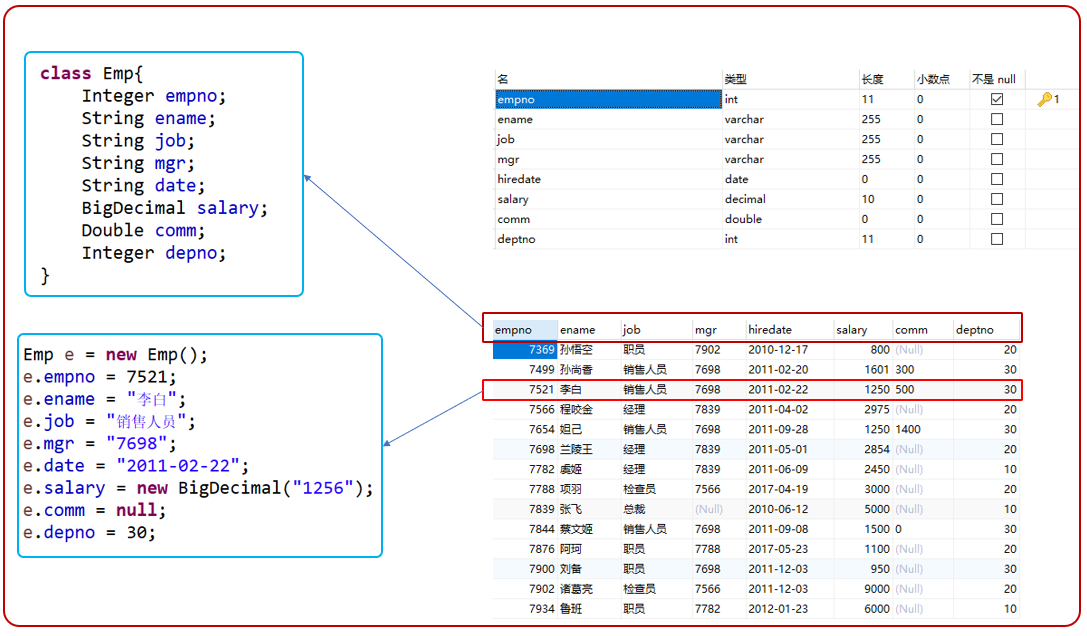 class Emp{
Integer empno;
String ename;
String job;
String mgr;
String date;
BigDecimal salary;
Double comm;
Integer depno;
}
Emp e = new Emp();
e.empno = 7521;
e.ename = "李白";
e.job = "销售人员";
e.mgr = "7698";
e.date = "2011-02-22";
e.salary = new BigDecimal("1256");
e.comm = null;
e.depno = 30;
名 类型 长度 小数点 不是 null
empno int 11 0 1
ename varchar 255 0
job varchar 255 0
mgr varchar 255 0
hiredate date 0 0
salary decimal 10 0
comm double 0 0
deptno int 11 0
empno ename job mgr hiredate salary comm deptno
7369 孙悟空 职员 7902 2010-12-17 800 (Null) 20
7499 孙尚香 销售人员 7698 2011-02-20 1601 300 30
7521 李白 销售人员 7698 2011-02-22 1250 500 30
7566 程咬金 经理 7839 2011-04-02 2975 (Null) 20
7654 妲己 销售人员 7698 2011-09-28 1250 1400 30
7698 兰陵王 经理 7839 2011-05-01 2854 (Null) 20
7782 虞姬 经理 7839 2011-06-09 2450 (Null) 10
7788 项羽 检查员 7566 2017-04-19 3000 (Null) 20
7839 张飞 总裁 (Null) 2010-06-12 5000 (Null) 10
7844 蔡文姬 销售人员 7698 2011-09-08 1500 0 30
7876 阿珂 职员 7788 2017-05-23 1100 (Null) 20
7900 刘备 职员 7698 2011-12-03 950 (Null) 30
7902 诸葛亮 检查员 7566 2011-12-03 9000 (Null) 20
7934 鲁班 职员 7782 2012-01-23 6000 (Null) 10